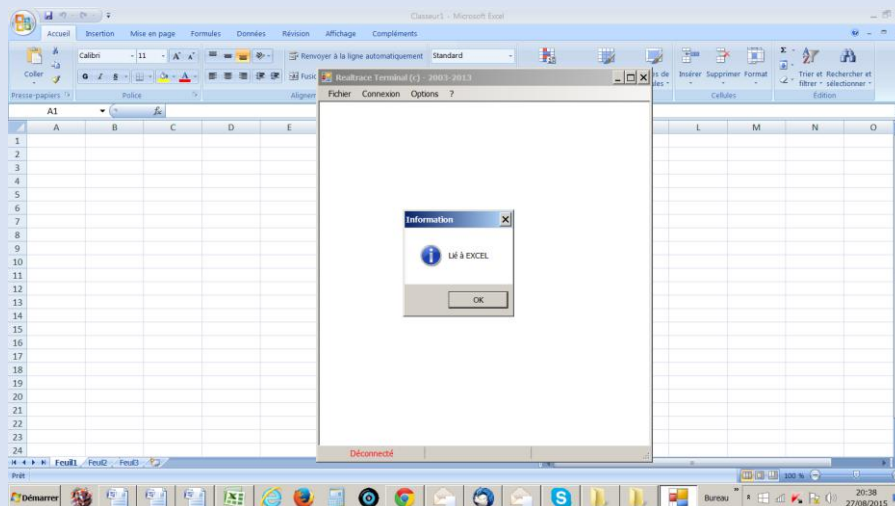 Classeur1 - Microsoft Excel
Accueil Insertion Mise en page Formules Données Révision Affichage Compléments
Calibri 11 Renvoyer à la ligne automatiquement Standard
Coller G I S Insérer Supprimer Format Trier et filtrer Rechercher et sélectionner
Presse-papiers Police Cellules Édition
Realtrace Terminal (c) - 2003-2013
Fichier Connexion Options ?
A1 fx
A B C D E L M N O
1
2
3
4
5
6
7
8
9
10
11
12
13
14
15
16
17
18
19
20
21
22
23
24
Information
Lié à EXCEL
OK
Déconnecté
Feuil1 Feuil2 Feuil3
Prêt 100 %
Démarrer Bureau 20:38
27/08/2015